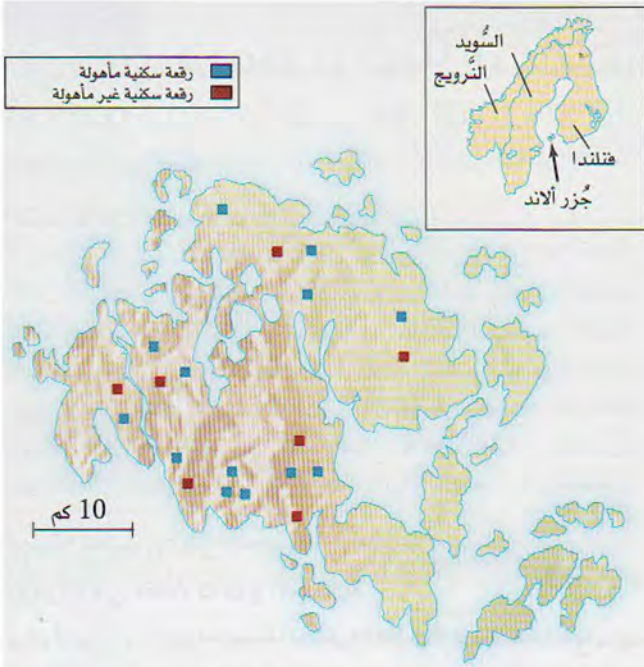 رقعة سكنية مأهولة
رقعة سكنية غير مأهولة
السُّويد
النَّرويج
فنلندا
جُزر ألاند
10 كم